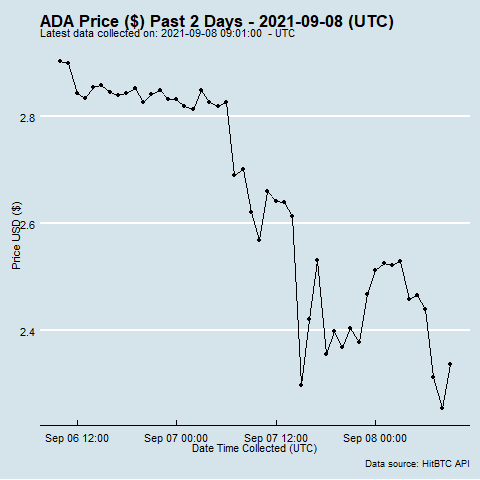 ADA Price ($) Past 2 Days - 2021-09-08 (UTC)
Latest data collected on: 2021-09-08 09:01:00  - UTC
2.8
2.6
2.4
Price USD ($)
Sep 06 12:00
Sep 07 00:00
Sep 07 12:00
Sep 08 00:00
Date Time Collected (UTC)
Data source: HitBTC API